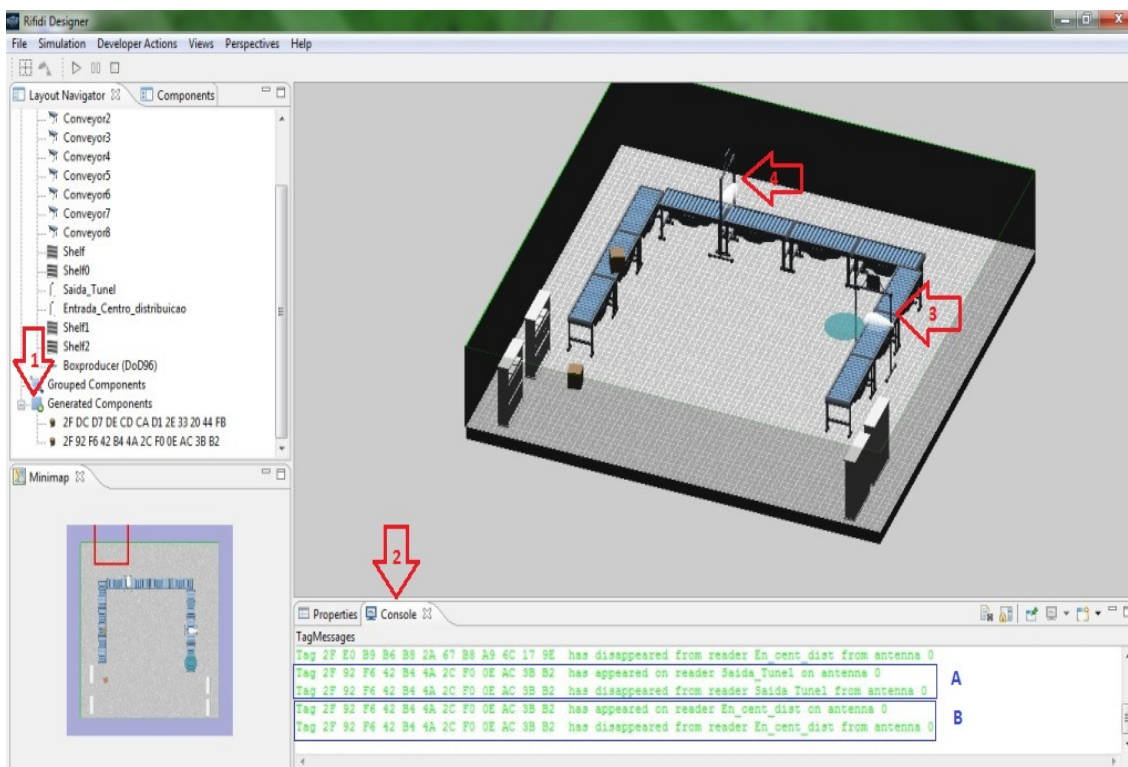 Rifidi Designer
File Simulation Developer Actions Views Perspectives Help
Layout Navigator
Components
Conveyor2
Conveyor3
Conveyor4
Conveyor5
Conveyor6
Conveyor7
Conveyor8
Shelf
Shelf0
Saida_Tunel
Entrada_Centro_distribuicao
Shelf1
Shelf2
Boxproducer (DoD96)
1
Grouped Components
Generated Components
2F DC D7 DE CD CA D1 2E 33 20 44 FB
2F 92 F6 42 B4 4A 2C F0 0E AC 3B B2
Minimap
4
3
2
Properties
Console
TagMessages
Tag 2F E0 B9 B6 B8 2A 67 B8 A9 6C 17 9E has disappeared from reader En_cent_dist from antenna 0
Tag 2F 92 F6 42 B4 4A 2C F0 0E AC 3B B2 has appeared on reader Saida_Tunel on antenna 0
Tag 2F 92 F6 42 B4 4A 2C F0 0E AC 3B B2 has disappeared from reader Saida_Tunel from antenna 0
A
Tag 2F 92 F6 42 B4 4A 2C F0 0E AC 3B B2 has appeared on reader En_cent_dist on antenna 0
Tag 2F 92 F6 42 B4 4A 2C F0 0E AC 3B B2 has disappeared from reader En_cent_dist from antenna 0
B